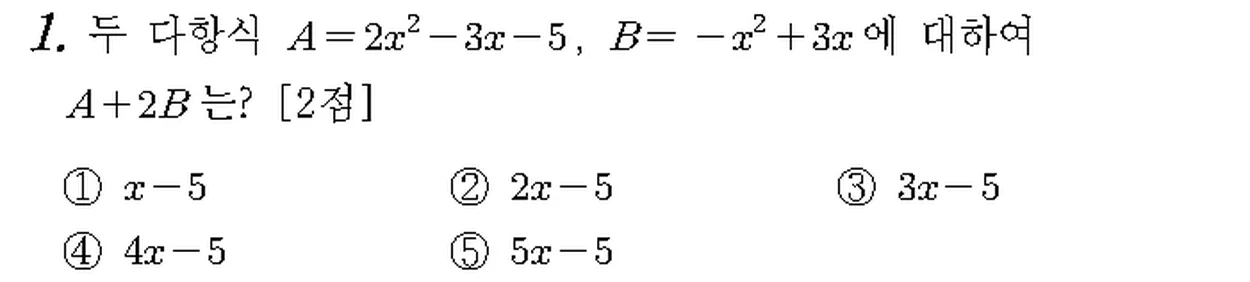 1. 두 다항식 A=2x²-3x-5, B= -x²+3x에 대하여
A+2B는? [2점]
① x-5 ② 2x-5 ③ 3x-5
④ 4x-5 ⑤ 5x-5